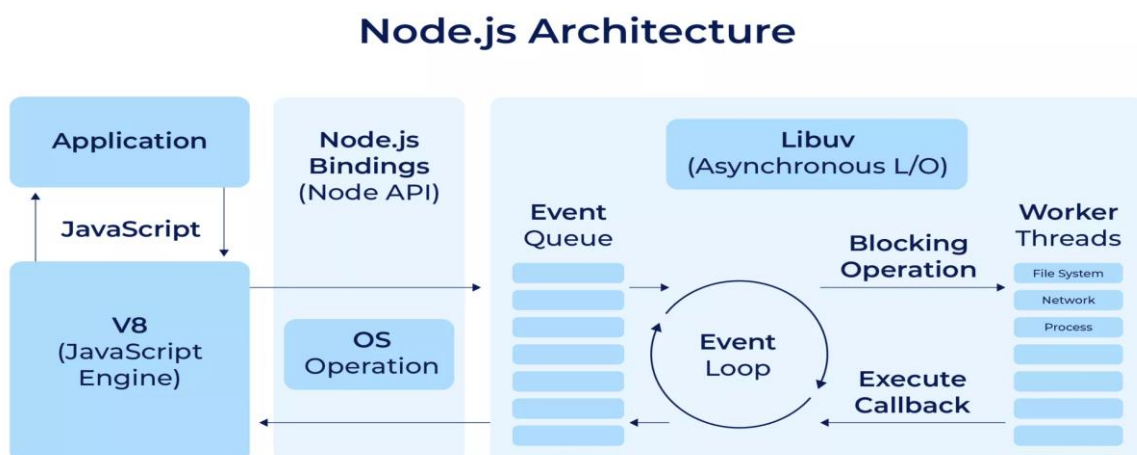 Node.js Architecture
Application
JavaScript
V8
(JavaScript
Engine)
Node.js
Bindings
(Node API)
OS
Operation
Libuv
(Asynchronous L/O)
Event
Queue
Event
Loop
Blocking
Operation
Execute
Callback
Worker
Threads
File System
Network
Process